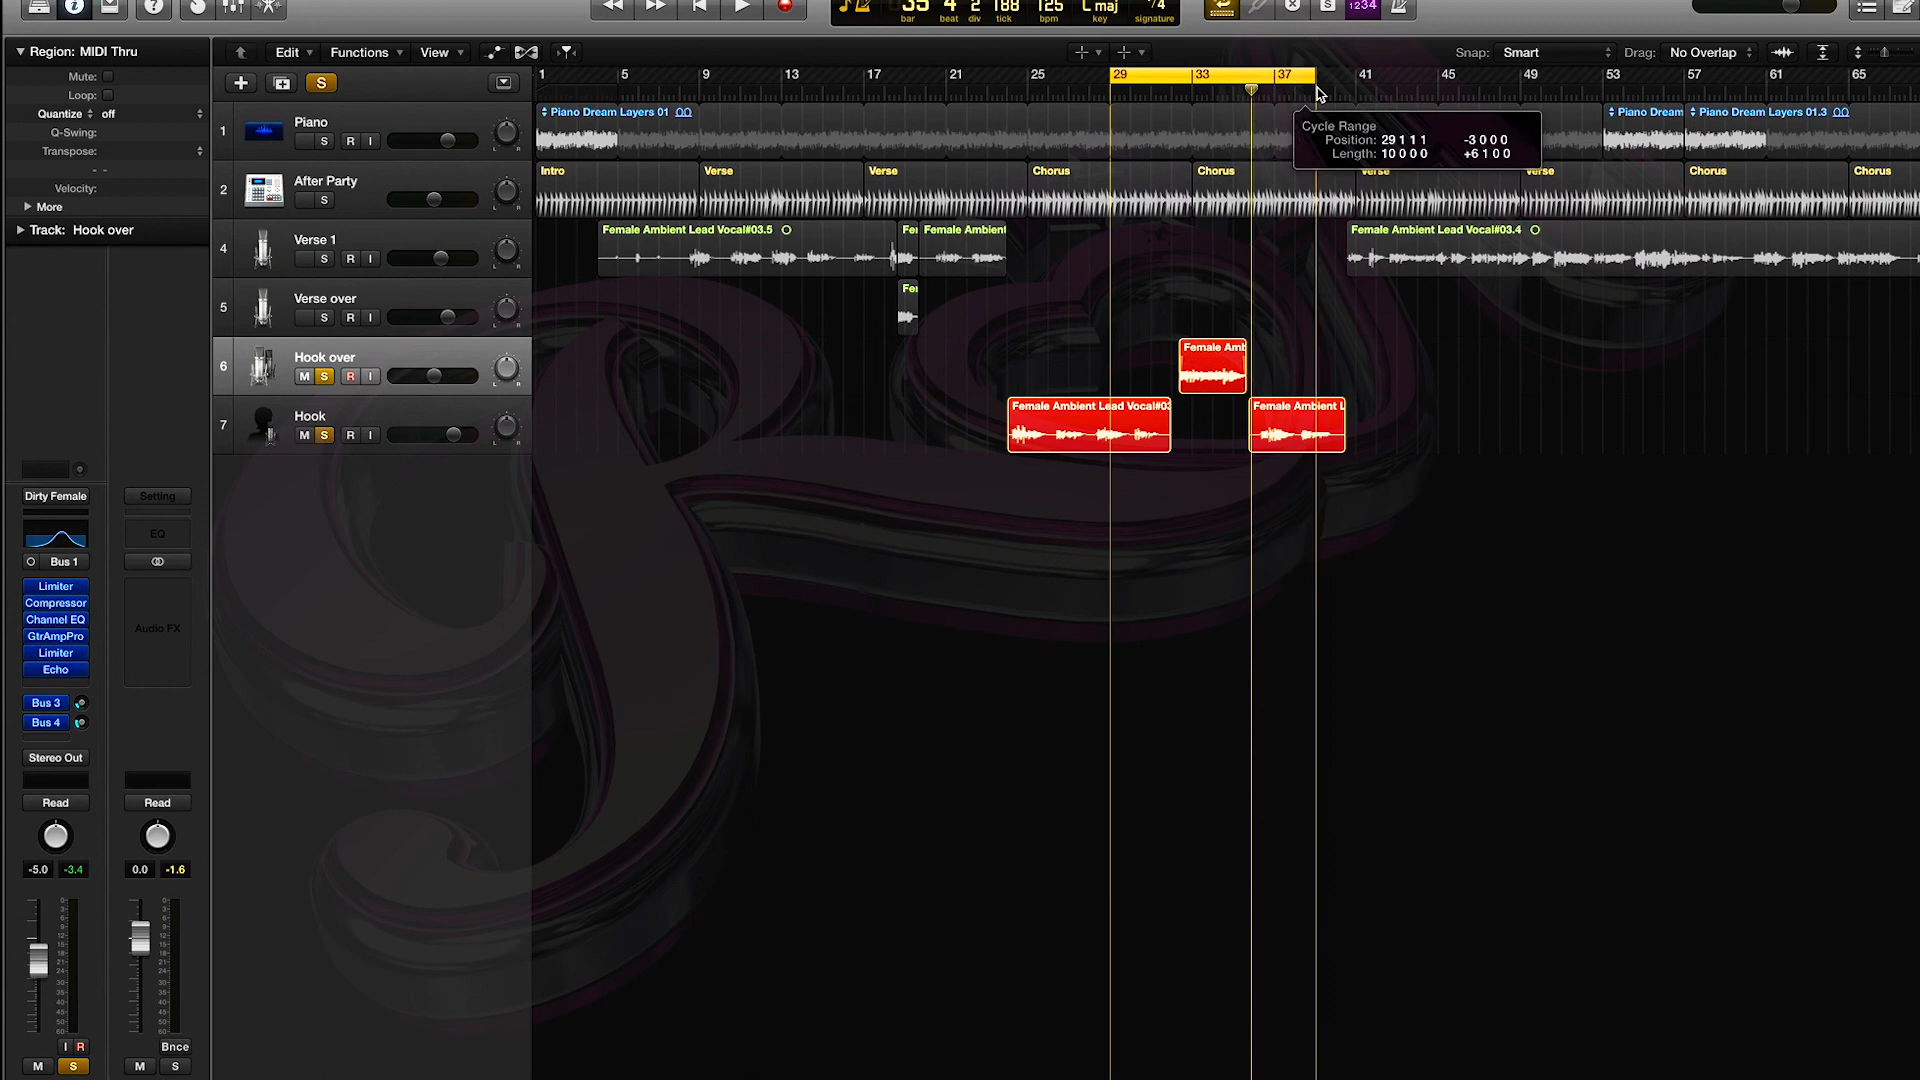 35 4 2 188 125 C maj /4
bar beat div tick bpm key signature
1234
Region: MIDI Thru
Edit Functions View
Snap: Smart Drag: No Overlap
Mute:
Loop:
Quantize off
Q-Swing:
Transpose:
- -
Velocity:
More
Track: Hook over
S
1 5 9 13 17 21 25 29 33 37 41 45 49 53 57 61 65
1 Piano
S R I
Piano Dream Layers 01
Piano Dream
Piano Dream Layers 01.3
Cycle Range
Position: 29 1 1 1 -3 0 0 0
Length: 10 0 0 0 +6 1 0 0
2 After Party
S
Intro Verse Verse Chorus Chorus Verse Verse Chorus Chorus
4 Verse 1
S R I
Female Ambient Lead Vocal#03.5
Fer
Female Ambient
Female Ambient Lead Vocal#03.4
5 Verse over
S R I
Fer
6 Hook over
M S R I
Female Amb
7 Hook
M S R I
Female Ambient Lead Vocal#03
Female Ambient L
Dirty Female Setting
EQ
Bus 1
Limiter
Compressor
Channel EQ
GtrAmpPro
Limiter
Echo
Audio FX
Bus 3
Bus 4
Stereo Out
Read Read
-5.0 -3.4 0.0 -1.6
I R Bnce
M S M S